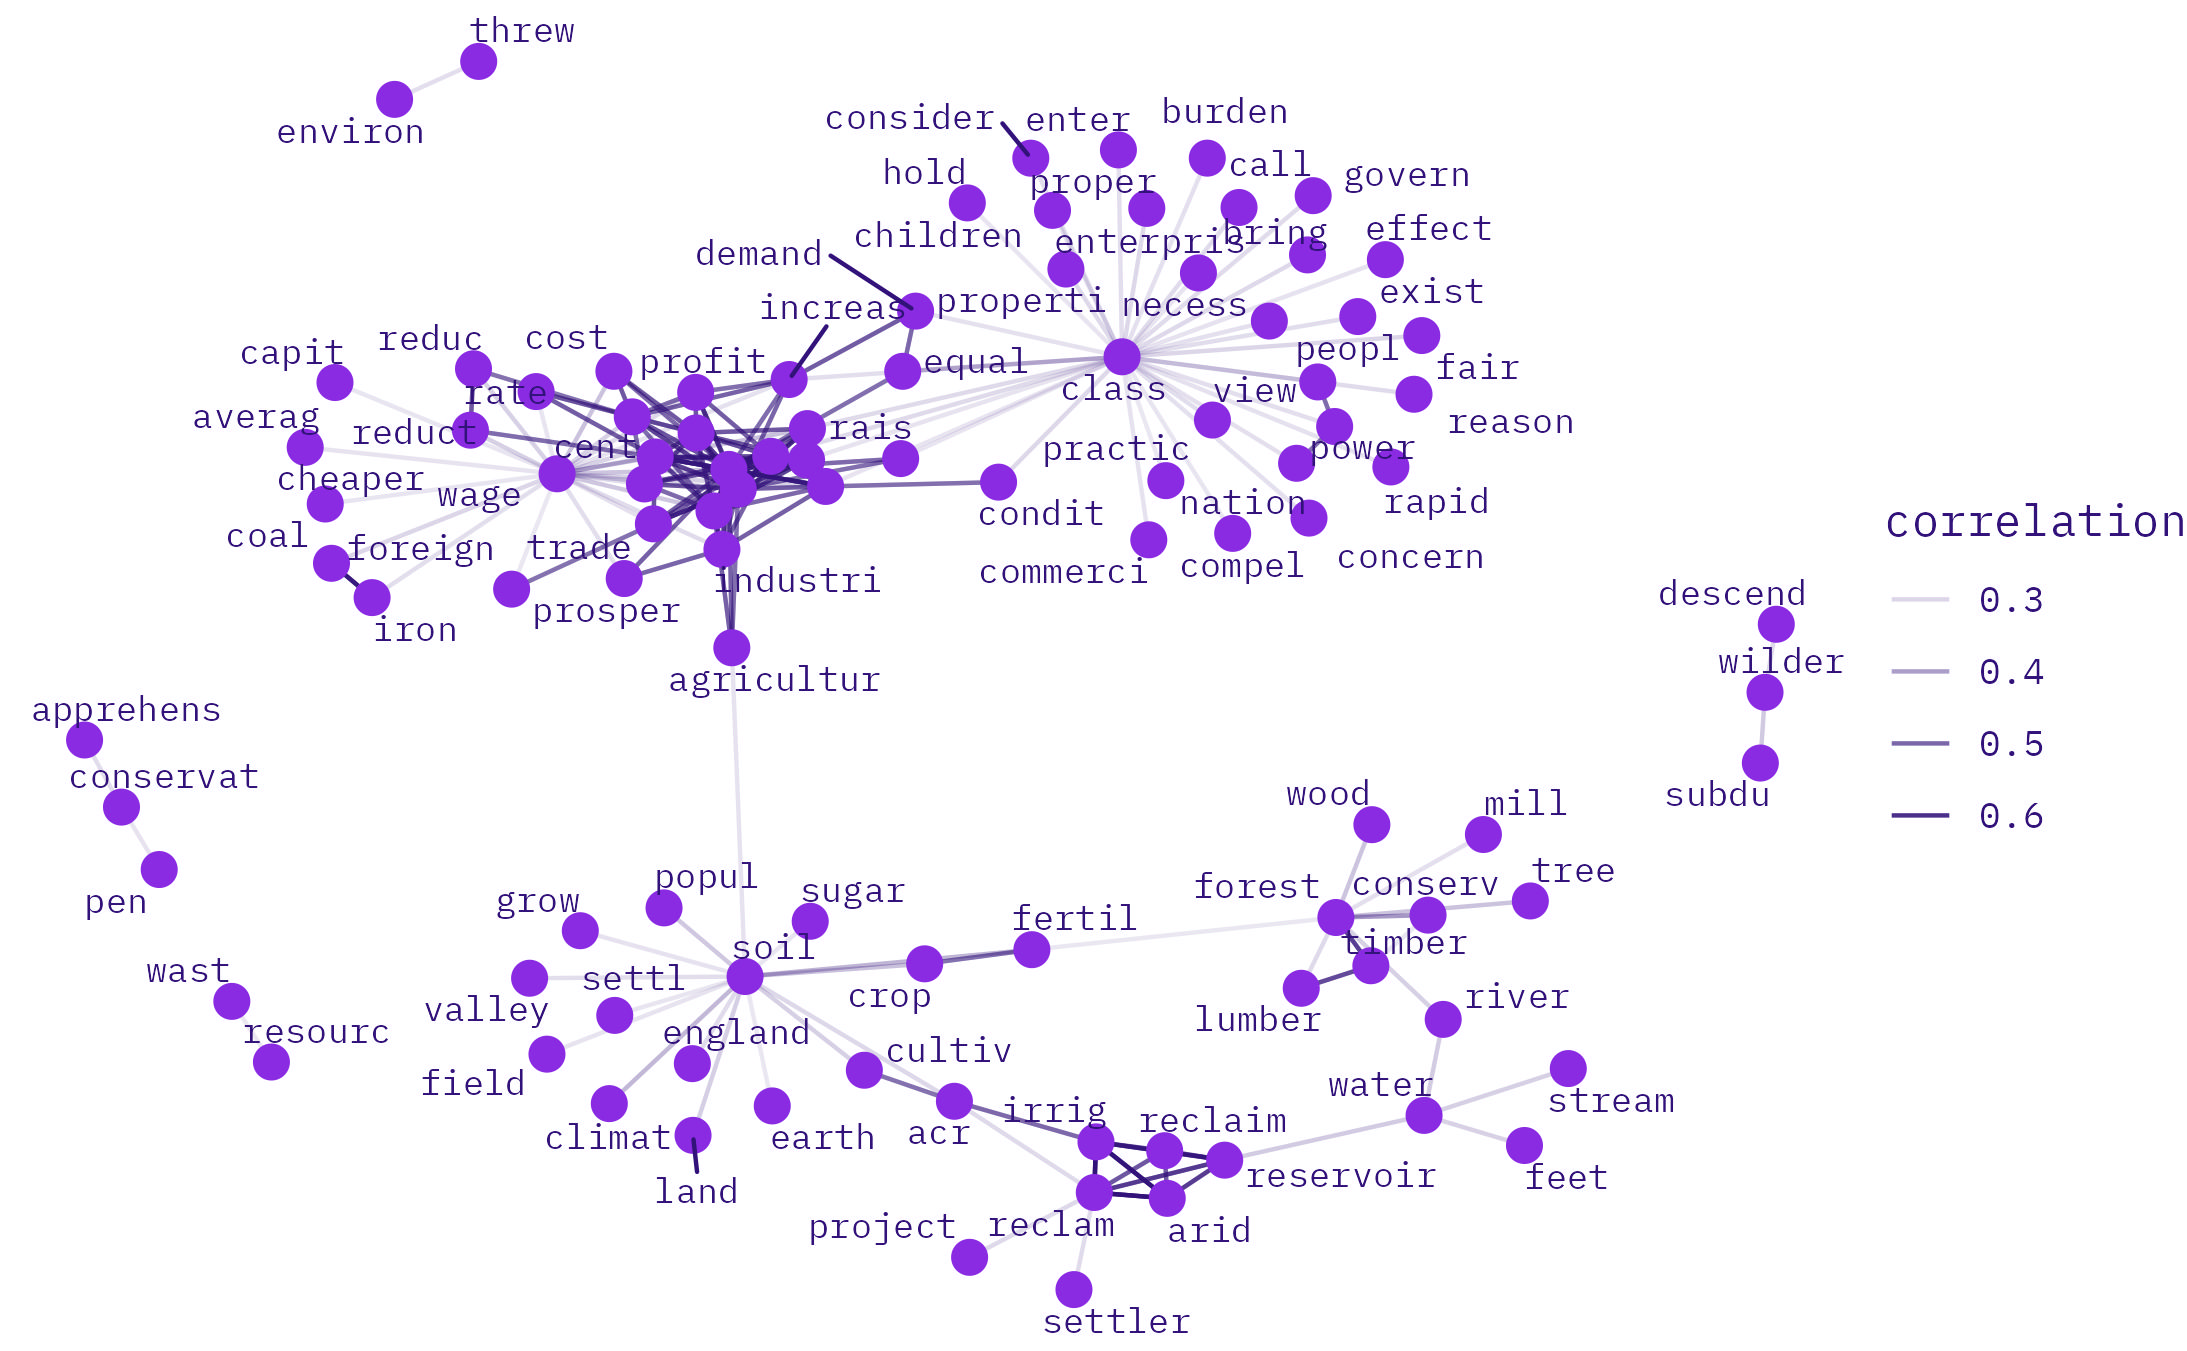 threw
environ
consider
enter
burden
hold
proper
call
govern
children
enterpris
bring
effect
demand
increas
properti
necess
exist
capit
reduc
cost
profit
equal
class
peopl
view
fair
averag
rate
reduct
cent
rais
reason
practic
power
cheaper
wage
condit
nation
rapid
coal
foreign
trade
industri
commerci
compel
concern
iron
prosper
agricultur
correlation
0.3
0.4
0.5
0.6
descend
wilder
subdu
apprehens
conservat
pen
wast
resourc
grow
popul
sugar
soil
settl
valley
field
england
climat
land
earth
crop
fertil
cultiv
acr
wood
mill
forest
conserv
tree
timber
lumber
river
water
stream
feet
irrig
reclaim
reservoir
project
reclam
arid
settler